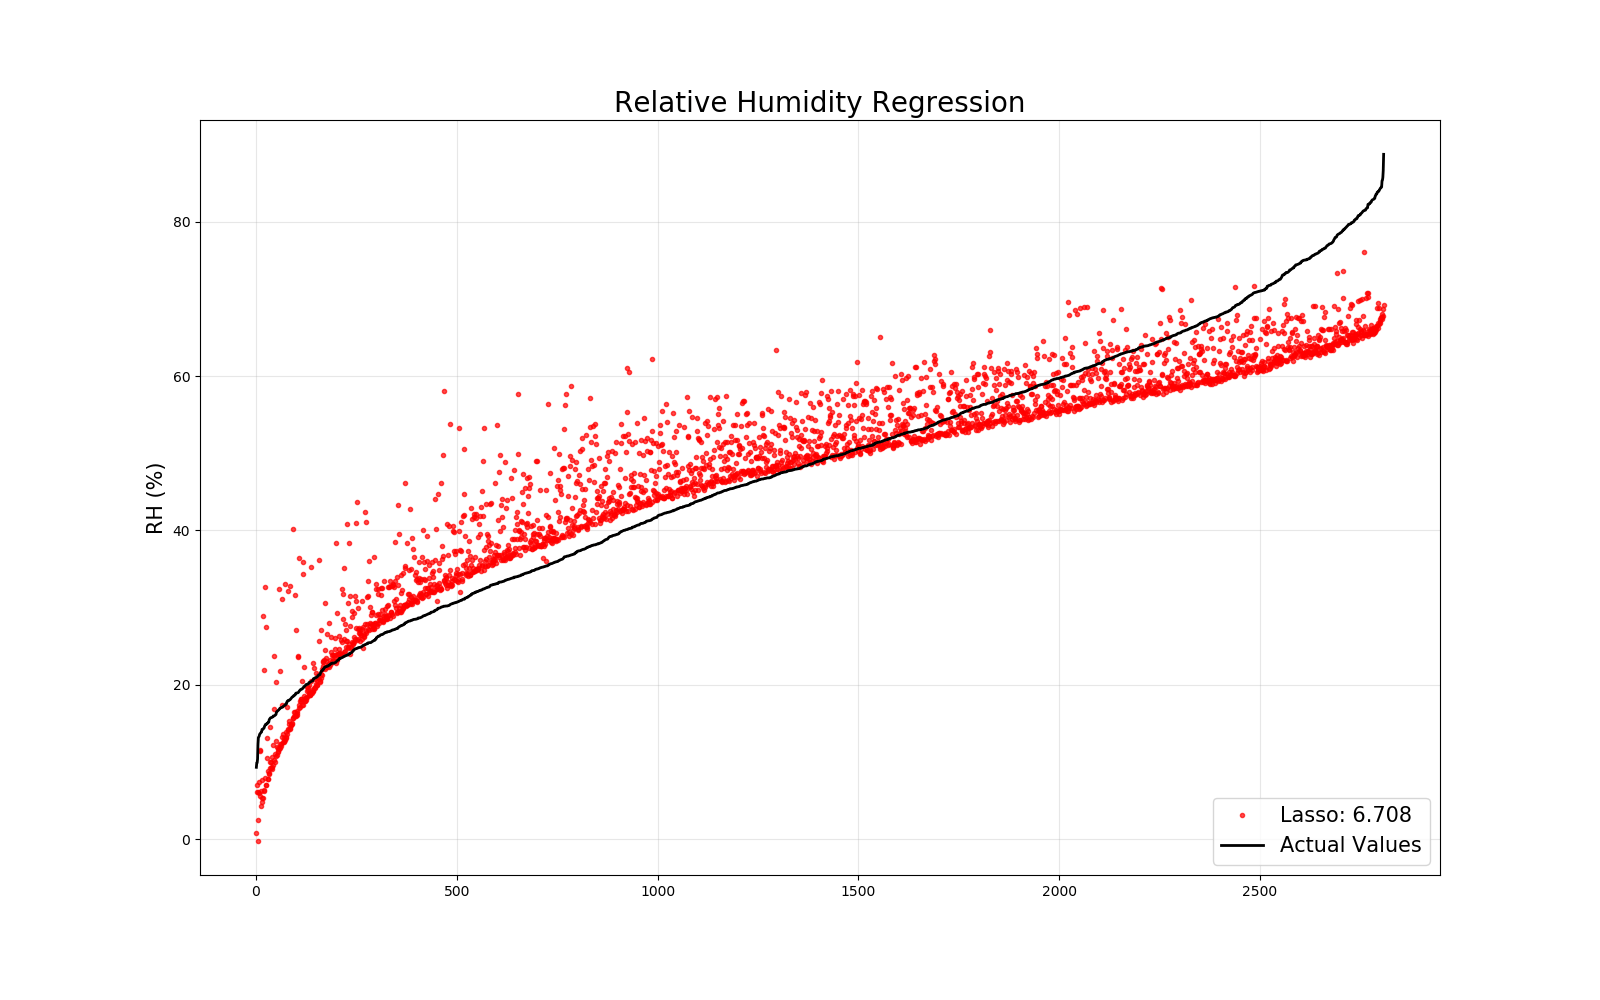 Relative Humidity Regression
RH (%)
80
60
40
20
0
0 500 1000 1500 2000 2500
Lasso: 6.708
Actual Values